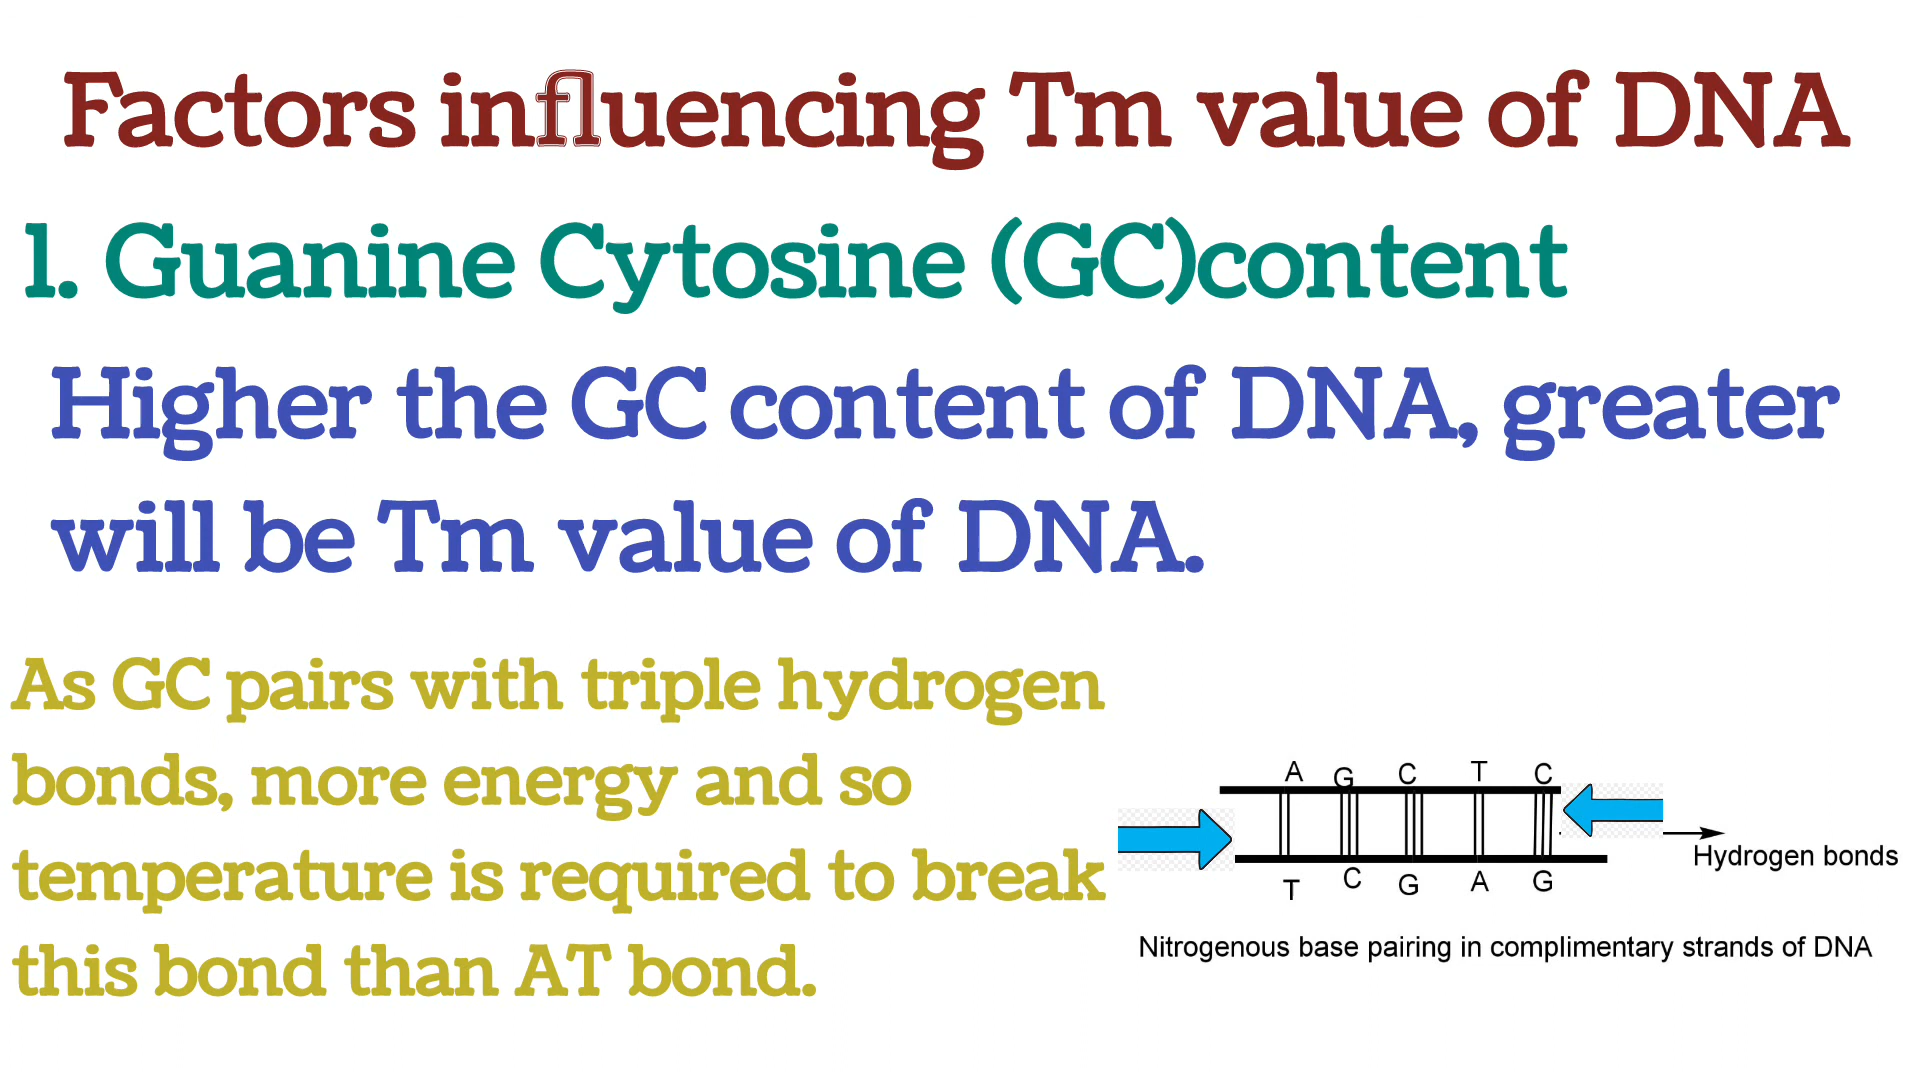 Factors influencing Tm value of DNA
1. Guanine Cytosine (GC)content
Higher the GC content of DNA, greater
will be Tm value of DNA.
As GC pairs with triple hydrogen
bonds, more energy and so
temperature is required to break
this bond than AT bond.
A G C T C
Hydrogen bonds
T C G A G
Nitrogenous base pairing in complimentary strands of DNA